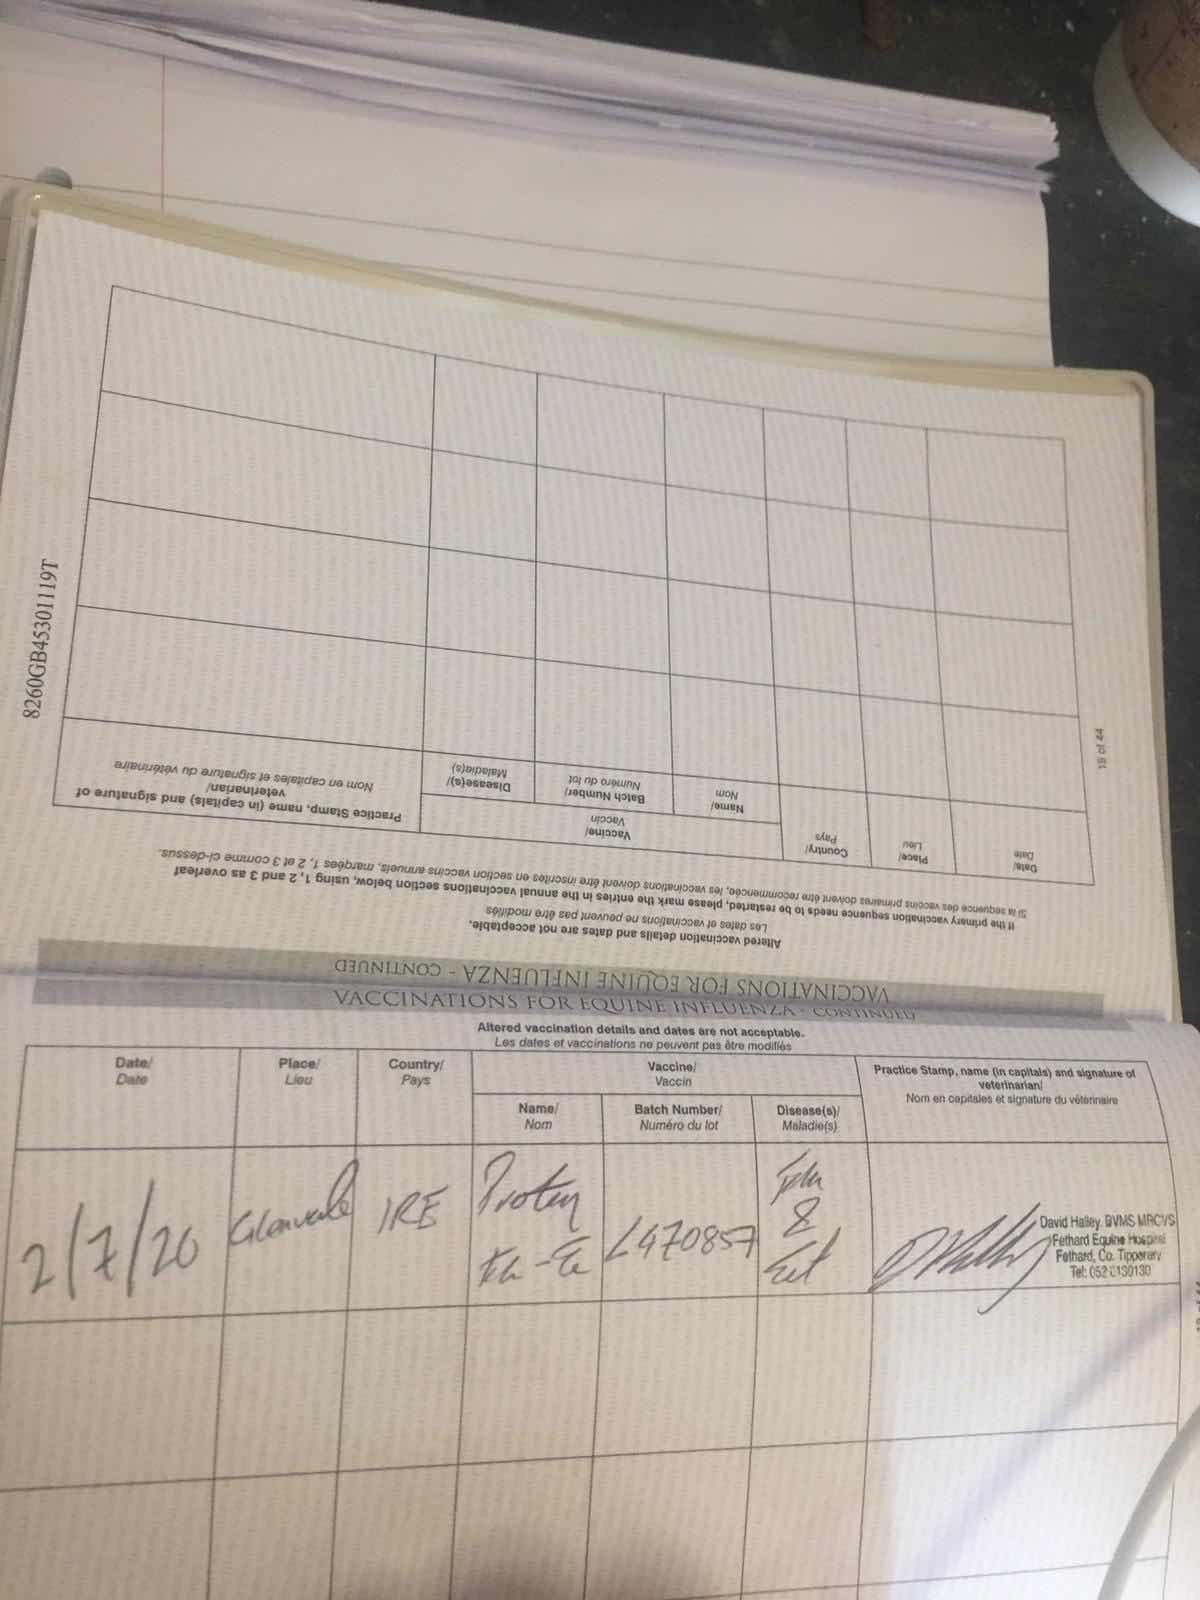 8260GB45301119T
19 of 44
VACCINATIONS FOR EQUINE INFLUENZA - CONTINUED
Altered vaccination details and dates are not acceptable.
Les dates et vaccinations ne peuvent pas être modifiés
If the primary vaccination sequence needs to be restarted, please mark the entries in the annual vaccinations section below, using 1, 2 and 3 as overleaf
Si la séquence des vaccins primaires doivent être recommencée, les vaccinations doivent être inscrites en section vaccins annuels, marqées 1, 2 et 3 comme ci-dessus.
Date/
Date
Place/
Lieu
Country/
Pays
Vaccine/
Vaccin
Name/
Nom
Batch Number/
Numéro du lot
Disease(s)/
Maladie(s)
Practice Stamp, name (in capitals) and signature of
veterinarian/
Nom en capitales et signature du vétérinaire
VACCINATIONS FOR EQUINE INFLUENZA - CONTINUED
Altered vaccination details and dates are not acceptable.
Les dates et vaccinations ne peuvent pas être modifiés
Date/
Date
Place/
Lieu
Country/
Pays
Vaccine/
Vaccin
Name/
Nom
Batch Number/
Numéro du lot
Disease(s)/
Maladie(s)
Practice Stamp, name (in capitals) and signature of
veterinarian/
Nom en capitales et signature du vétérinaire
2/7/20
Glenvale
IRE
L470857
&
David Halley. BVMS MRCVS
Fethard Equine Hospital
Fethard, Co. Tipperary
Tel: 052 6130130